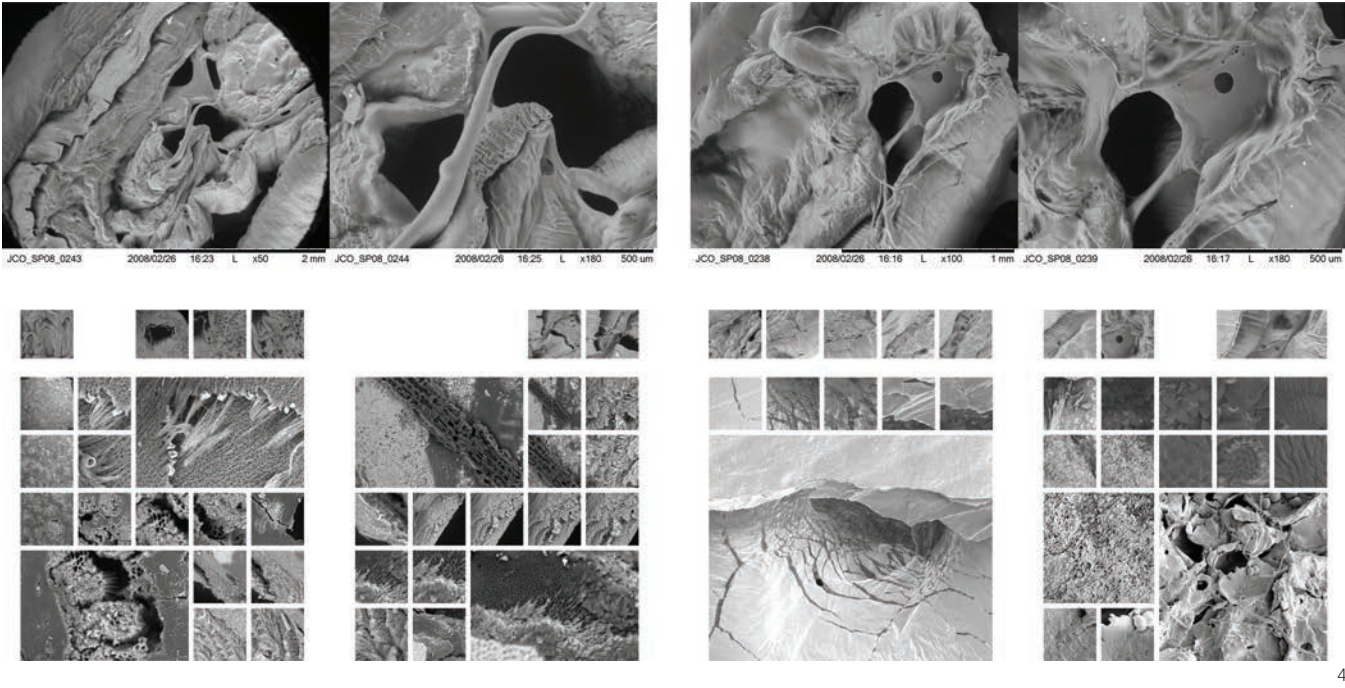 JCO_SP08_0243 2008/02/26 16:23 L x50 2 mm
JCO_SP08_0244 2008/02/26 16:25 L x180 500 um
JCO_SP08_0238 2008/02/26 16:16 L x100 1 mm
JCO_SP08_0239 2008/02/26 16:17 L x180 500 um
4